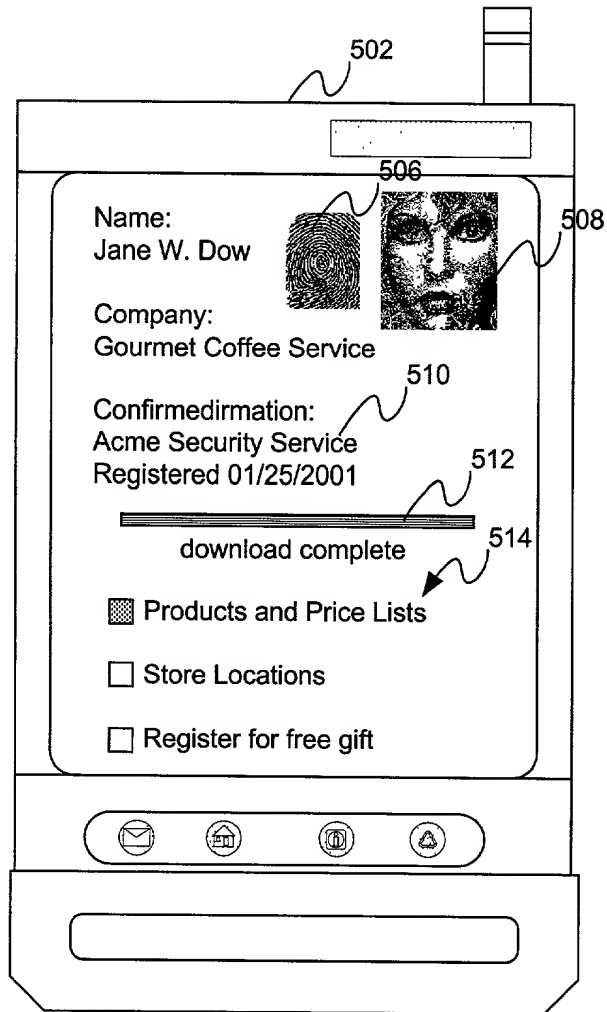 502
506
508
Name:
Jane W. Dow
Company:
Gourmet Coffee Service
510
Confirmedirmation:
Acme Security Service
Registered 01/25/2001
512
download complete
514
Products and Price Lists
Store Locations
Register for free gift